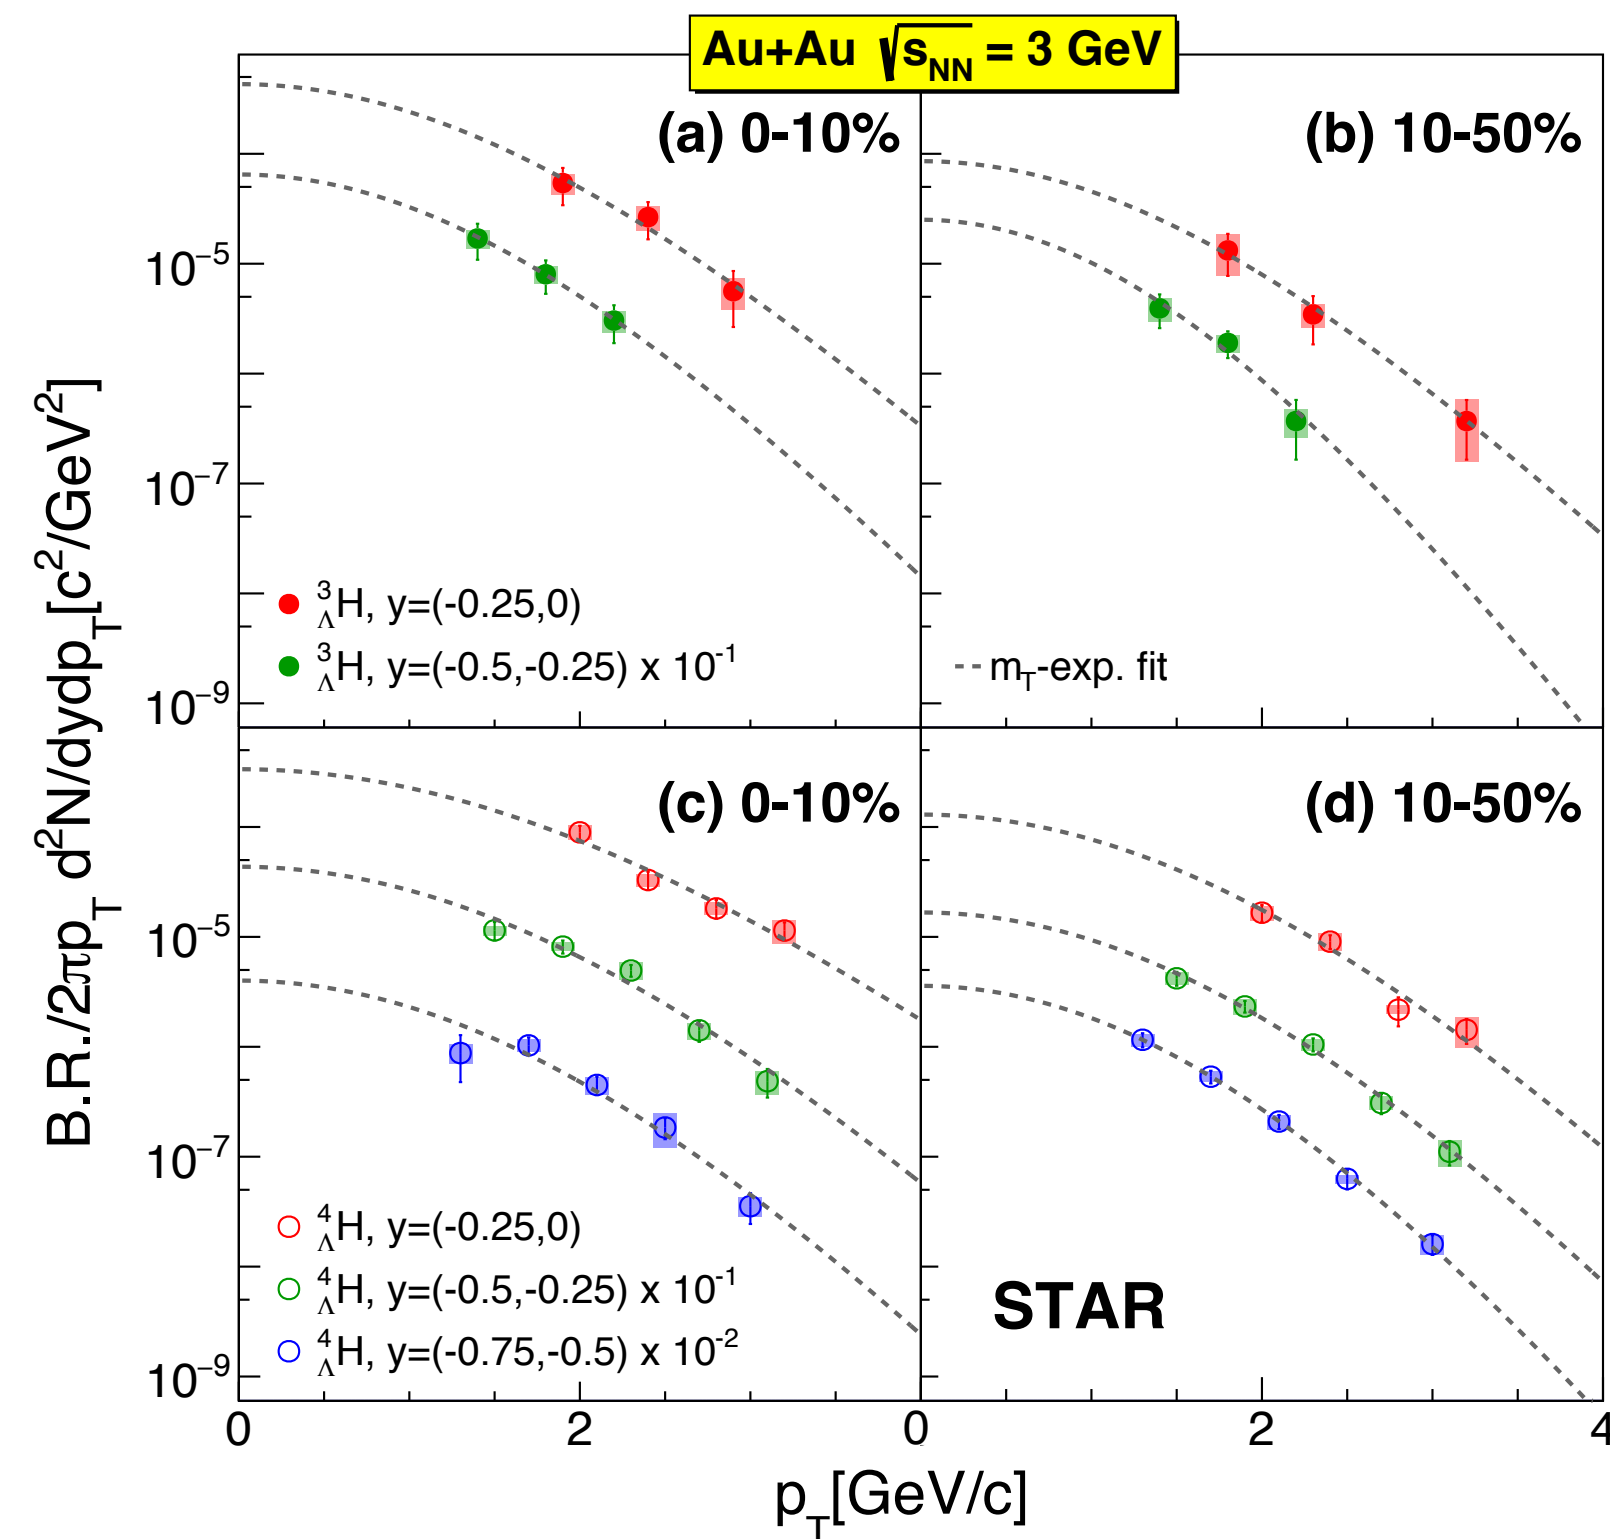 Au+Au √s_NN = 3 GeV
(a) 0-10%
(b) 10-50%
10⁻⁵
10⁻⁷
10⁻⁹
³_ΛH, y=(-0.25,0)
³_ΛH, y=(-0.5,-0.25) x 10⁻¹
m_T-exp. fit
B.R./2πp_T d²N/dydp_T[c²/GeV²]
(c) 0-10%
(d) 10-50%
10⁻⁵
10⁻⁷
10⁻⁹
⁴_ΛH, y=(-0.25,0)
⁴_ΛH, y=(-0.5,-0.25) x 10⁻¹
⁴_ΛH, y=(-0.75,-0.5) x 10⁻²
STAR
0 2 0 2 4
p_T[GeV/c]